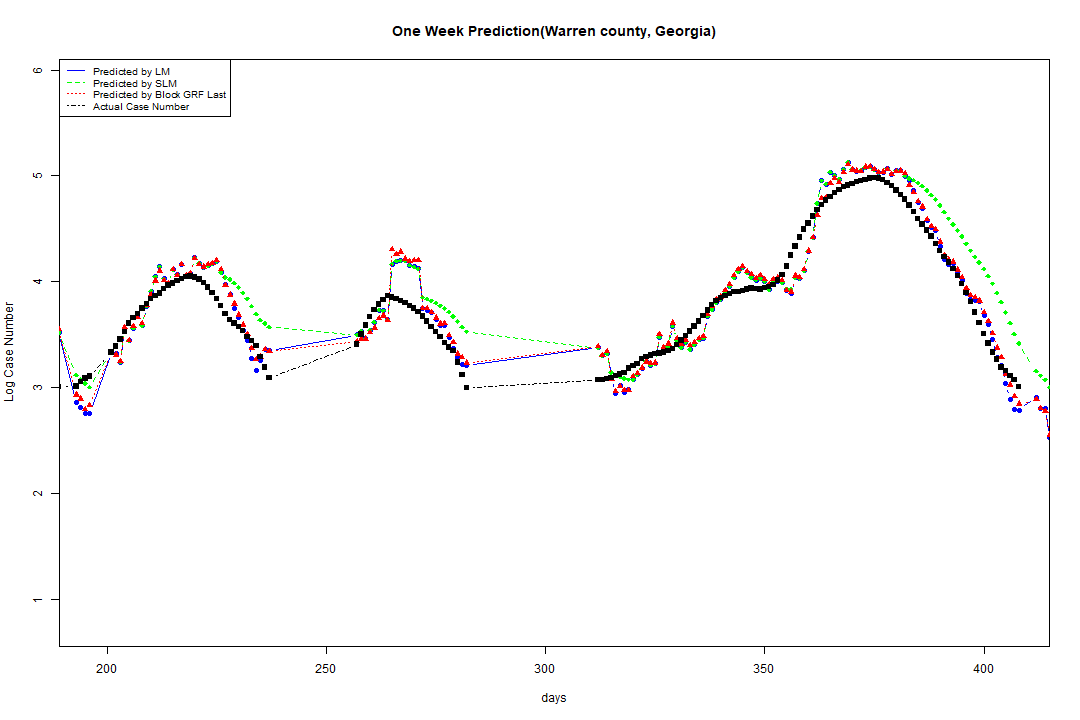 One Week Prediction(Warren county, Georgia)
Predicted by LM
Predicted by SLM
Predicted by Block GRF Last
Actual Case Number
6
5
4
3
2
1
Log Case Number
200 250 300 350 400
days